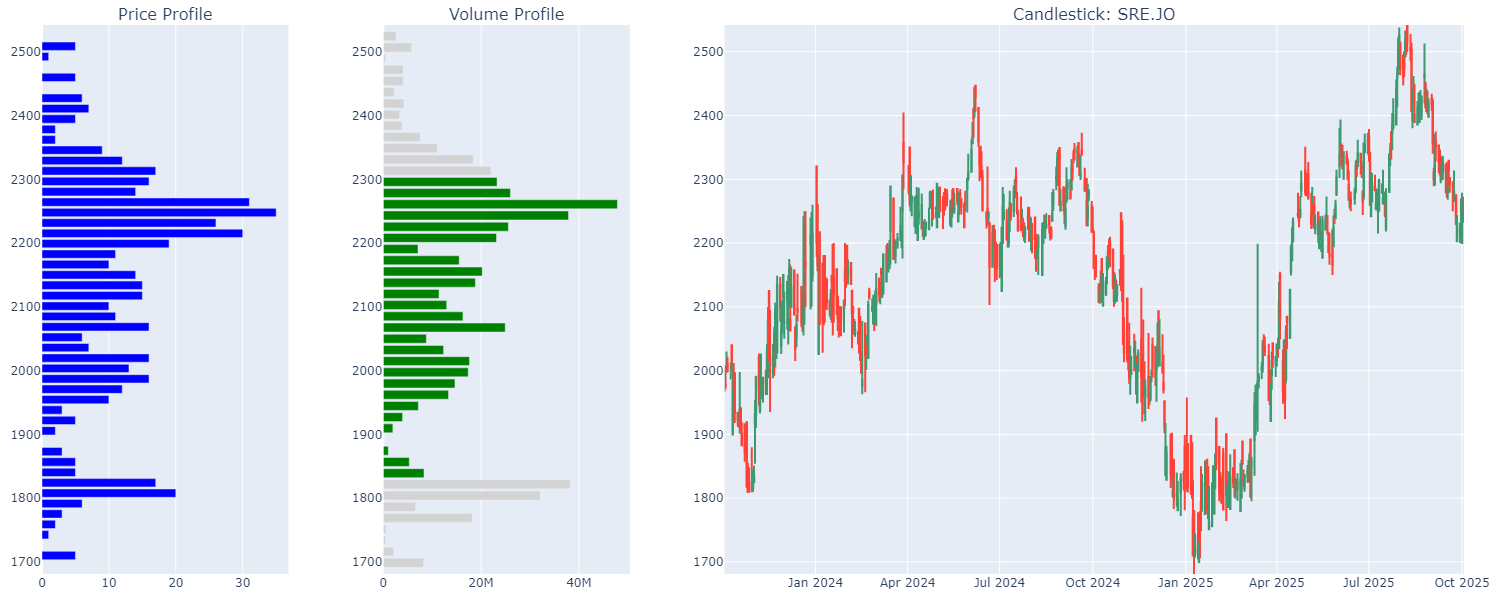 Price Profile
Volume Profile
Candlestick: SRE.JO
2500
2400
2300
2200
2100
2000
1900
1800
1700
0
10
20
30
2500
2400
2300
2200
2100
2000
1900
1800
1700
0
20M
40M
2500
2400
2300
2200
2100
2000
1900
1800
1700
Jan 2024
Apr 2024
Jul 2024
Oct 2024
Jan 2025
Apr 2025
Jul 2025
Oct 2025